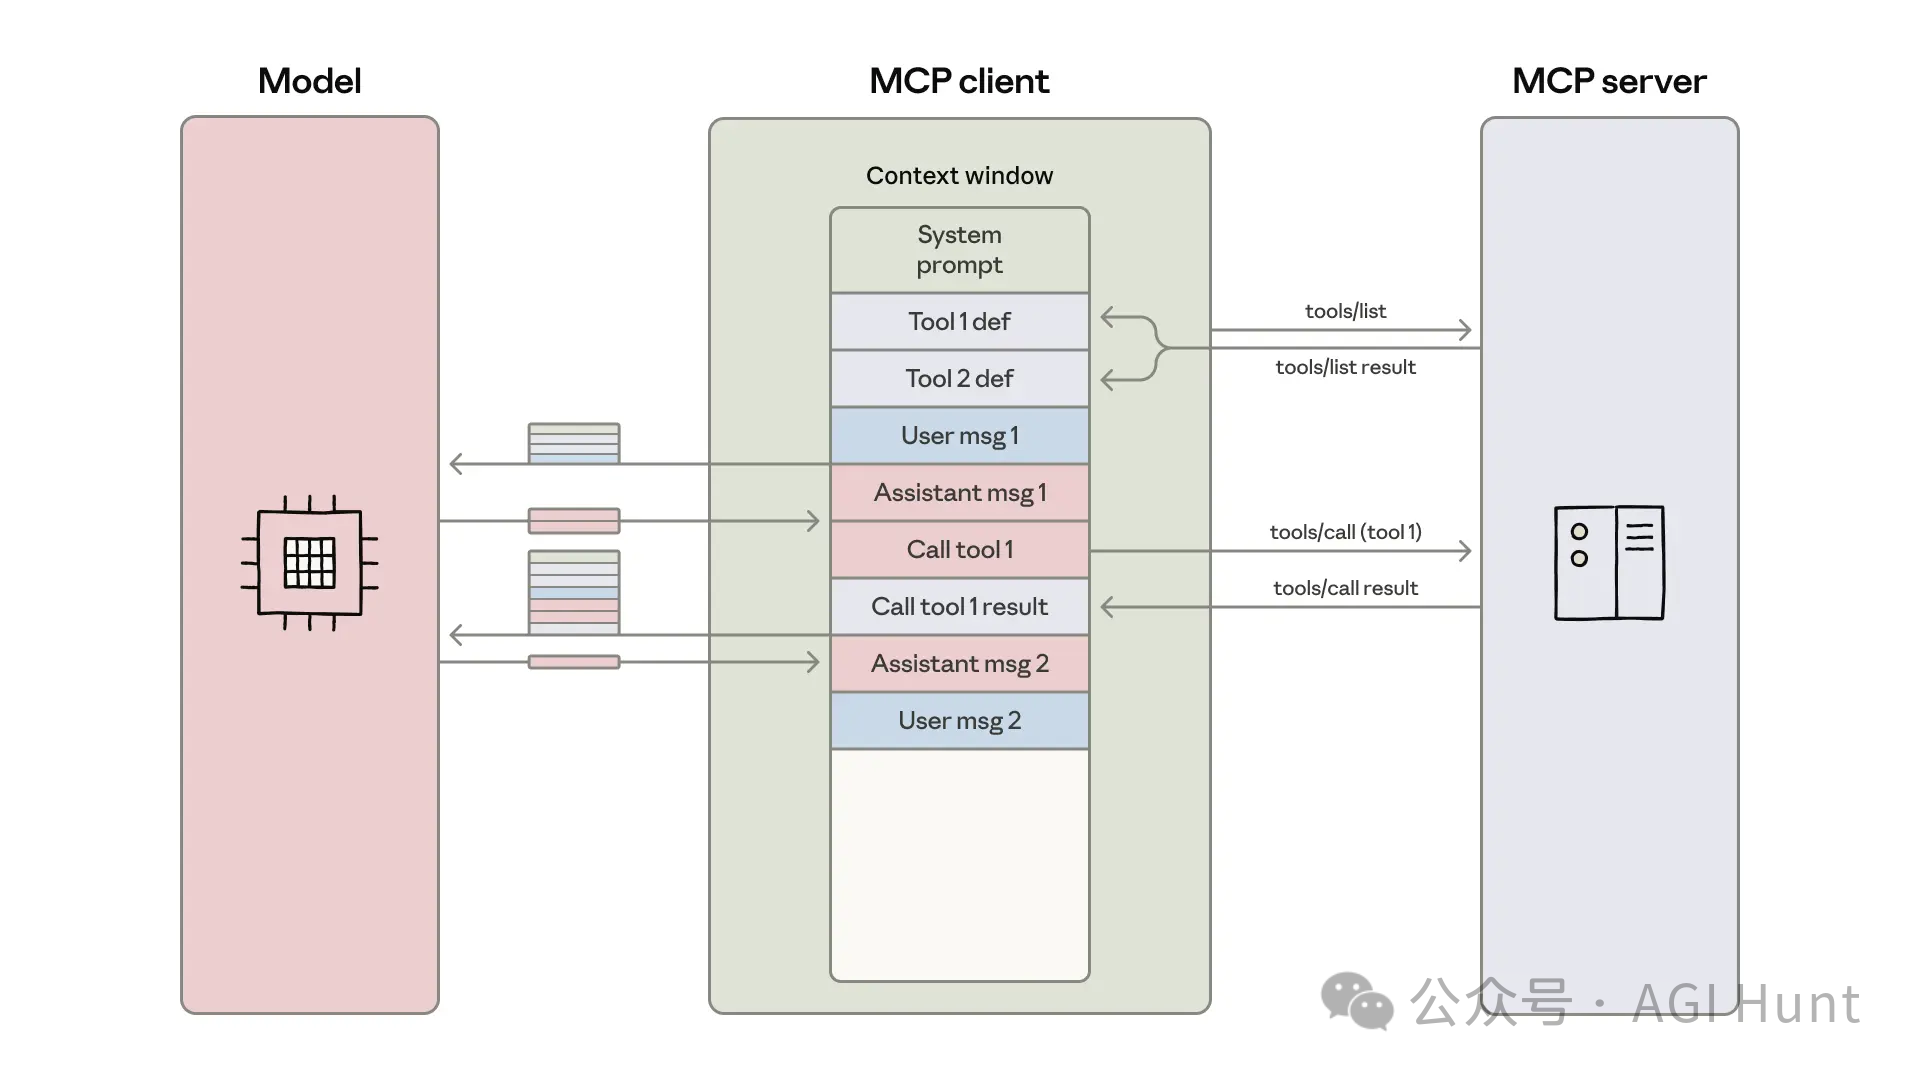 Model
MCP client
MCP server
Context window
System
prompt
Tool 1 def
Tool 2 def
User msg 1
Assistant msg 1
Call tool 1
Call tool 1 result
Assistant msg 2
User msg 2
tools/list
tools/list result
tools/call (tool 1)
tools/call result
公众号 · AGI Hunt